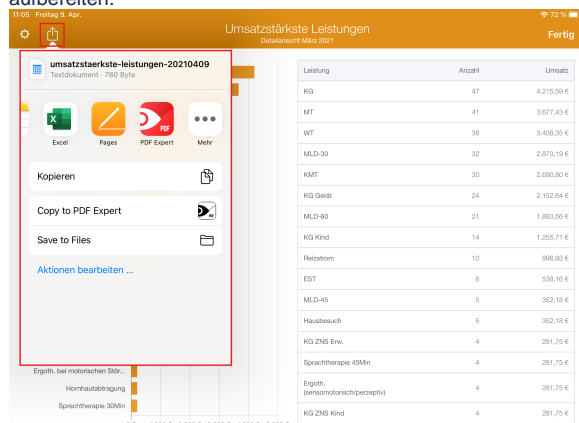 aufbereiten.
11:05 Freitag 9. Apr.
72 %
Umsatzstärkste Leistungen
Detailansicht März 2021
Fertig
umsatzstaerkste-leistungen-20210409
Textdokument · 780 Byte
Excel
Pages
PDF Expert
Mehr
Kopieren
Copy to PDF Expert
Save to Files
Aktionen bearbeiten ...
Ergoth. bei motorischen Stör...
Hornhautabtragung
Sprechtherapie 30Min
Leistung Anzahl Umsatz
KG 47 4.215,59 €
MT 41 3.677,43 €
WT 38 3.408,35 €
MLD-30 32 2.870,19 €
KMT 30 2.690,80 €
KG Gerät 24 2.152,64 €
MLD-60 21 1.883,56 €
KG Kind 14 1.255,71 €
Reizstrom 10 896,93 €
EST 6 538,16 €
MLD-45 5 352,18 €
Hausbesuch 5 352,18 €
KG ZNS Erw. 4 281,75 €
Sprachtherapie 45Min 4 281,75 €
Ergoth.
(sensomotorisch/perzeptiv) 4 281,75 €
KG ZNS Kind 4 281,75 €